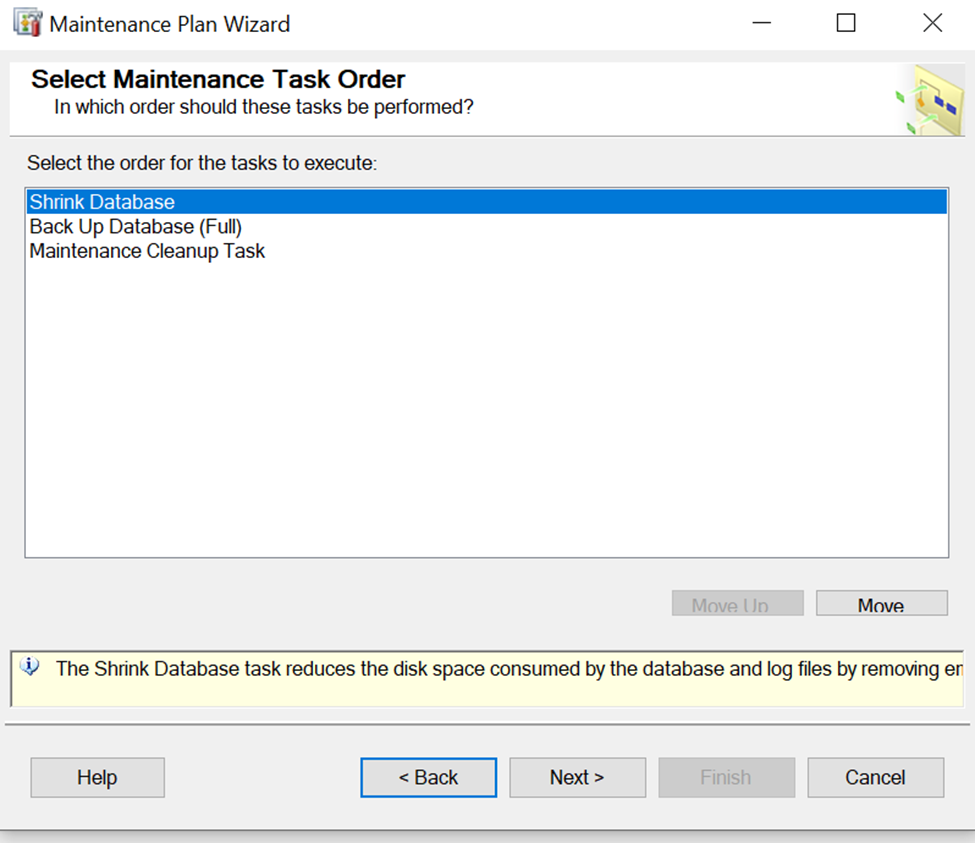 Maintenance Plan Wizard
Select Maintenance Task Order
In which order should these tasks be performed?
Select the order for the tasks to execute:
Shrink Database
Back Up Database (Full)
Maintenance Cleanup Task
Move Up
Move
The Shrink Database task reduces the disk space consumed by the database and log files by removing
Help
< Back
Next >
Finish
Cancel